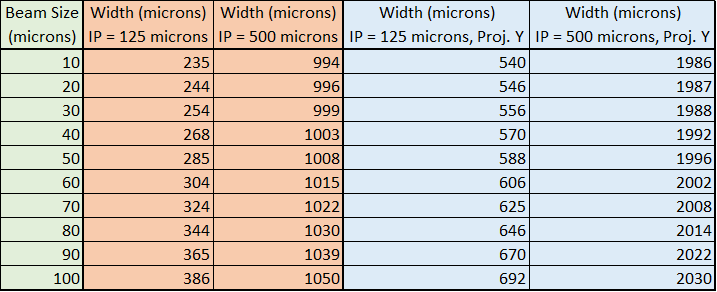 Beam Size Width (microns) Width (microns) Width (microns) Width (microns)
(microns) IP = 125 microns IP = 500 microns IP = 125 microns, Proj. Y IP = 500 microns, Proj. Y
10 235 994 540 1986
20 244 996 546 1987
30 254 999 556 1988
40 268 1003 570 1992
50 285 1008 588 1996
60 304 1015 606 2002
70 324 1022 625 2008
80 344 1030 646 2014
90 365 1039 670 2022
100 386 1050 692 2030